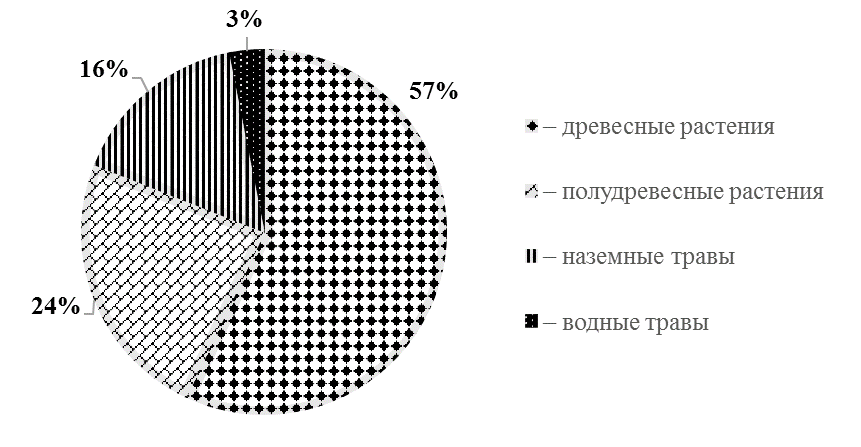 3%
16%
57%
24%
– древесные растения
– полудревесные растения
– наземные травы
– водные травы